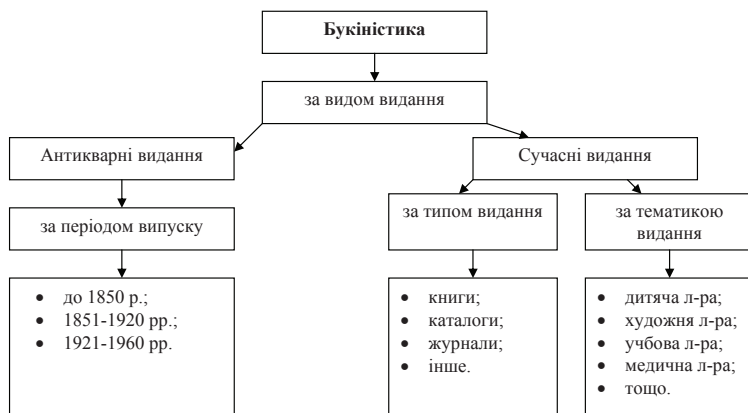 Букіністика
за видом видання
Антикварні видання
Сучасні видання
за періодом випуску
за типом видання
за тематикою
видання
• до 1850 р.;
• 1851-1920 рр.;
• 1921-1960 рр.
• книги;
• каталоги;
• журнали;
• інше.
• дитяча л-ра;
• художня л-ра;
• учбова л-ра;
• медична л-ра;
• тощо.